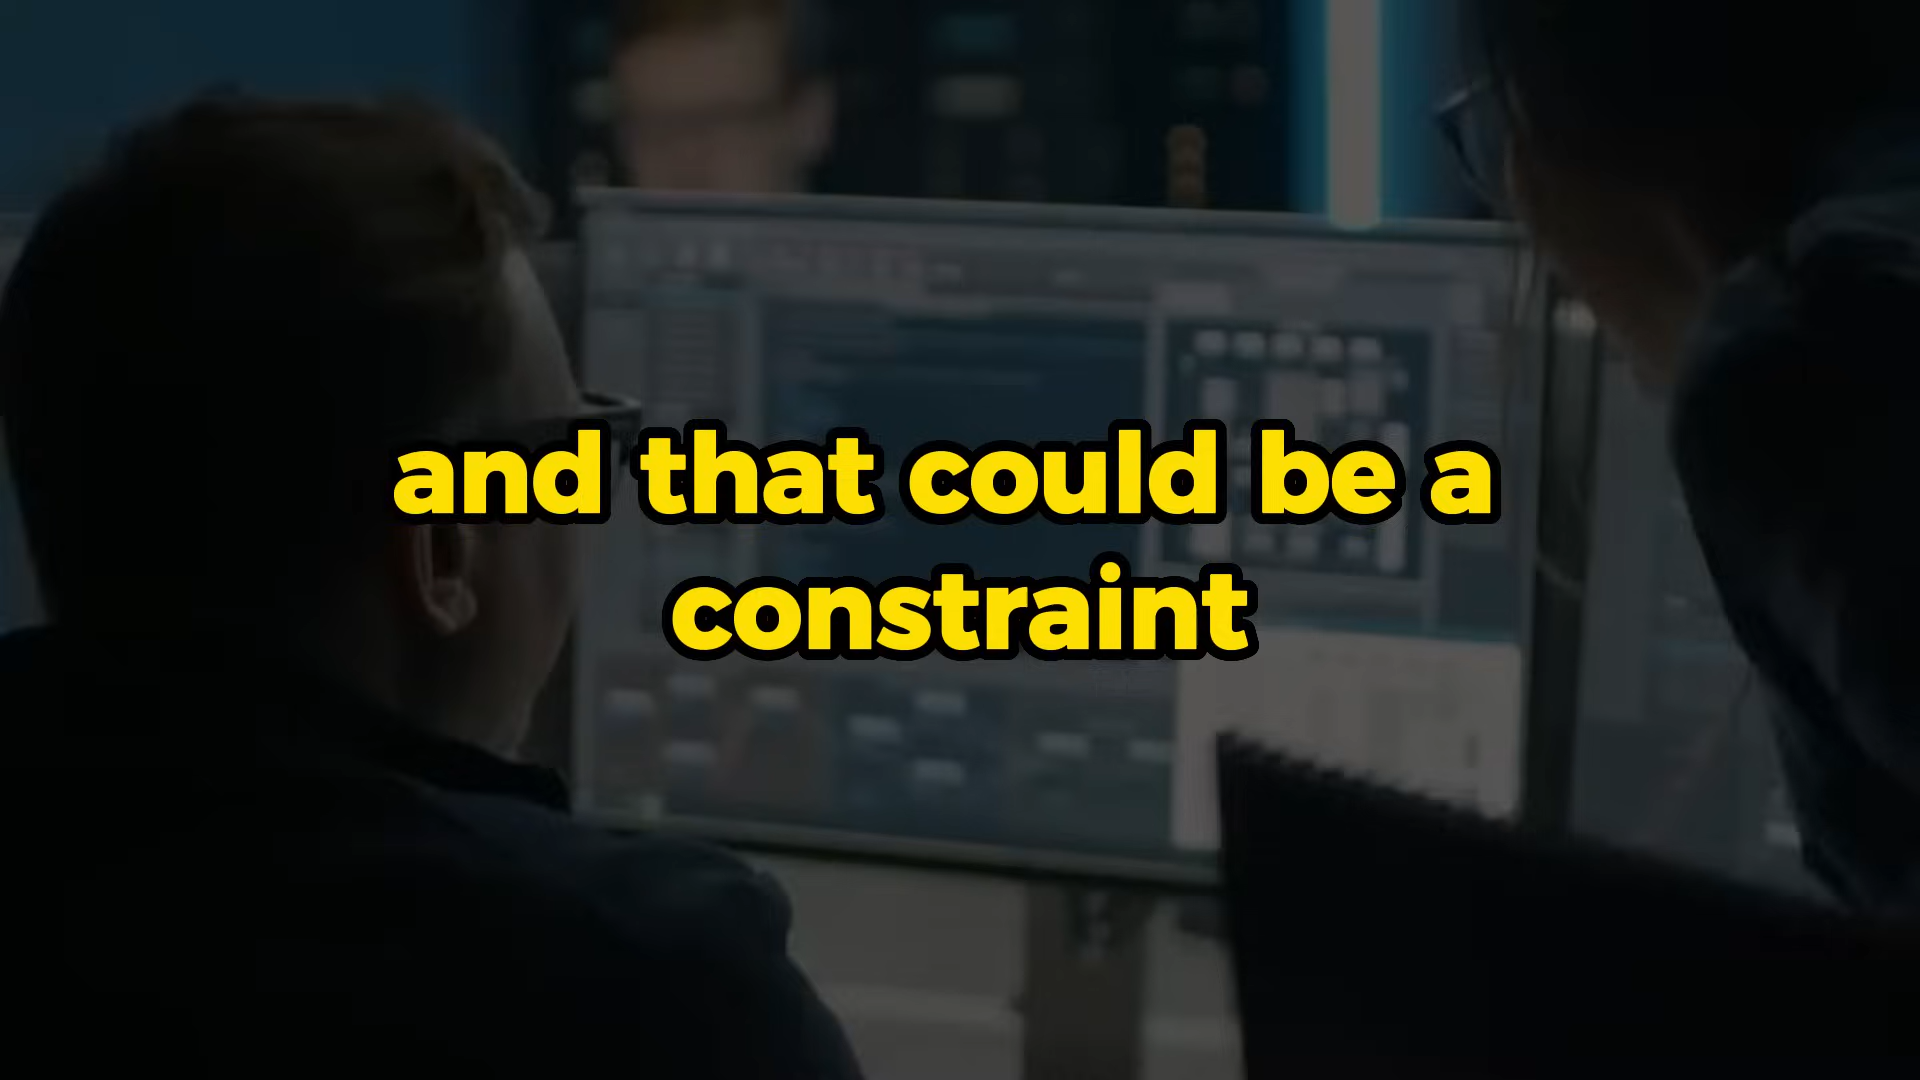 and that could be a
constraint